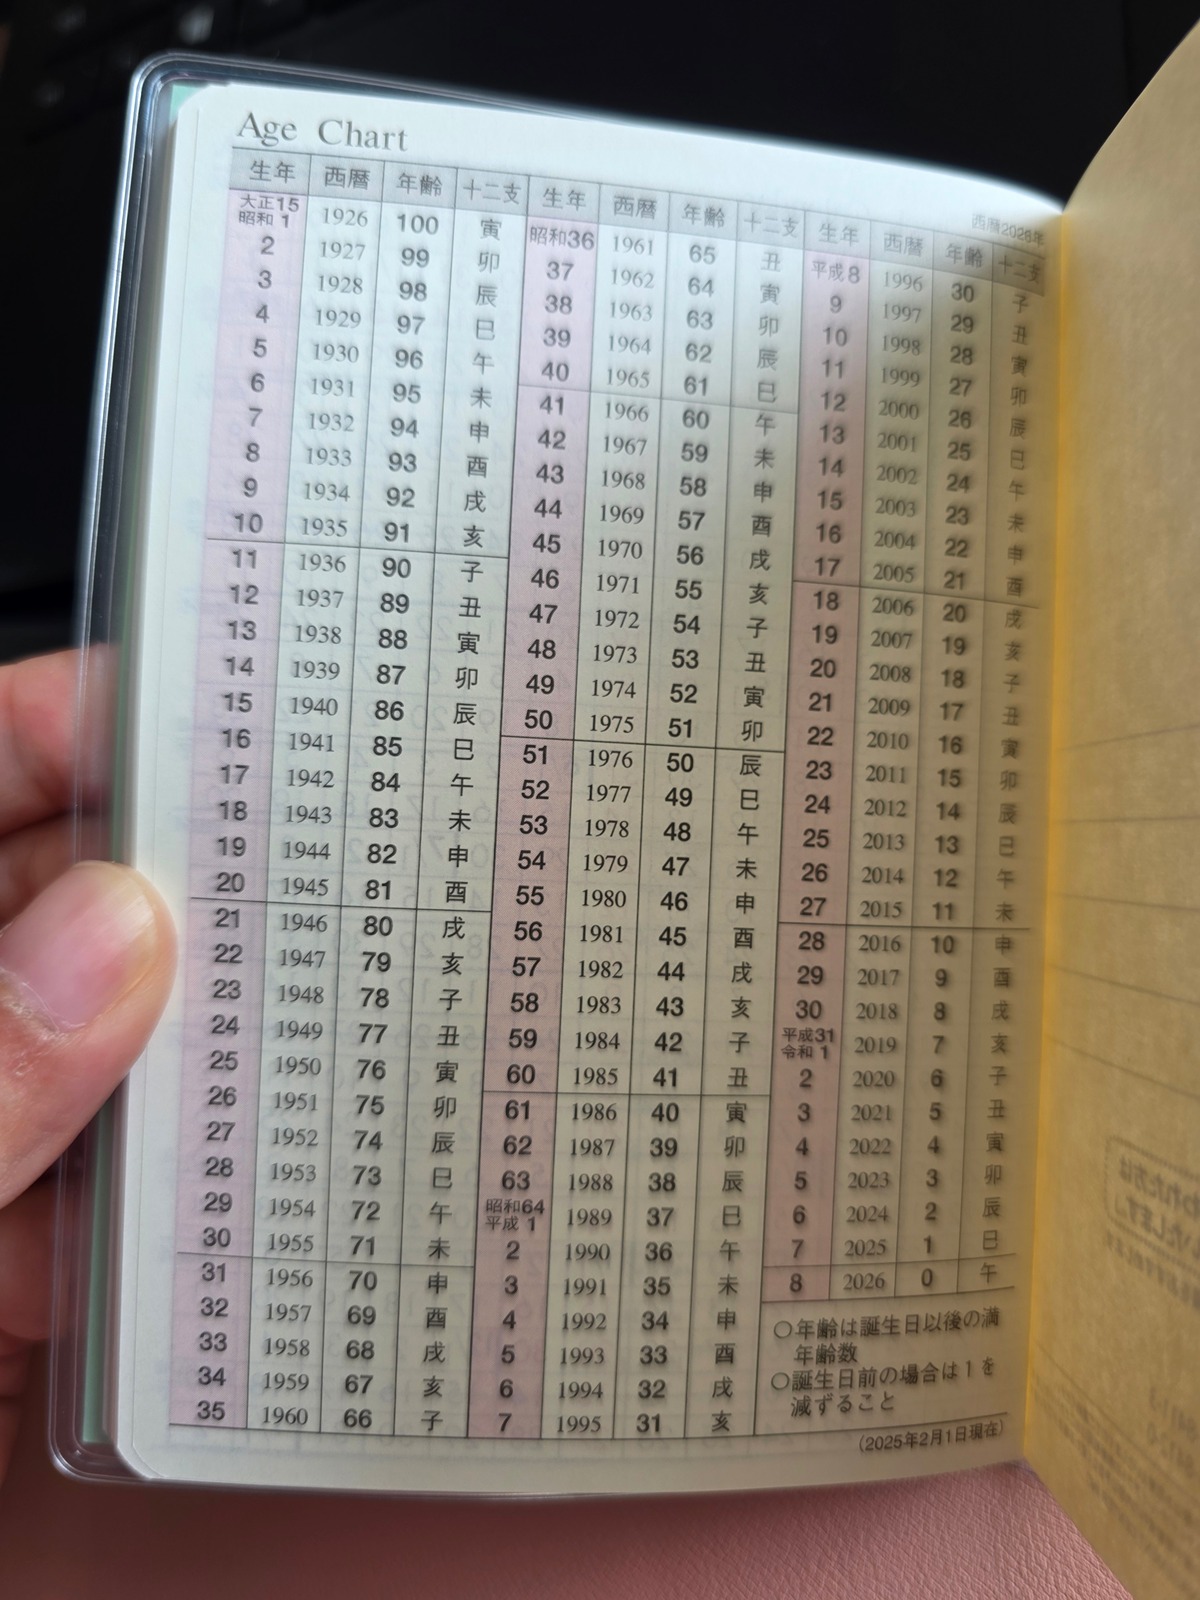 Age Chart
西暦2026年
生年 西暦 年齢 十二支 生年 西暦 年齢 十二支 生年 西暦 年齢 十二支
大正15 昭和 1 1926 100 寅 昭和36 1961 65 丑 平成8 1996 30 子
2 1927 99 卯 37 1962 64 寅 9 1997 29 丑
3 1928 98 辰 38 1963 63 卯 10 1998 28 寅
4 1929 97 巳 39 1964 62 辰 11 1999 27 卯
5 1930 96 午 40 1965 61 巳 12 2000 26 辰
6 1931 95 未 41 1966 60 午 13 2001 25 巳
7 1932 94 申 42 1967 59 未 14 2002 24 午
8 1933 93 酉 43 1968 58 申 15 2003 23 未
9 1934 92 戌 44 1969 57 酉 16 2004 22 申
10 1935 91 亥 45 1970 56 戌 17 2005 21 酉
11 1936 90 子 46 1971 55 亥 18 2006 20 戌
12 1937 89 丑 47 1972 54 子 19 2007 19 亥
13 1938 88 寅 48 1973 53 丑 20 2008 18 子
14 1939 87 卯 49 1974 52 寅 21 2009 17 丑
15 1940 86 辰 50 1975 51 卯 22 2010 16 寅
16 1941 85 巳 51 1976 50 辰 23 2011 15 卯
17 1942 84 午 52 1977 49 巳 24 2012 14 辰
18 1943 83 未 53 1978 48 午 25 2013 13 巳
19 1944 82 申 54 1979 47 未 26 2014 12 午
20 1945 81 酉 55 1980 46 申 27 2015 11 未
21 1946 80 戌 56 1981 45 酉 28 2016 10 申
22 1947 79 亥 57 1982 44 戌 29 2017 9 酉
23 1948 78 子 58 1983 43 亥 30 2018 8 戌
24 1949 77 丑 59 1984 42 子 平成31 令和 1 2019 7 亥
25 1950 76 寅 60 1985 41 丑 2 2020 6 子
26 1951 75 卯 61 1986 40 寅 3 2021 5 丑
27 1952 74 辰 62 1987 39 卯 4 2022 4 寅
28 1953 73 巳 63 1988 38 辰 5 2023 3 卯
29 1954 72 午 昭和64 平成 1 1989 37 巳 6 2024 2 辰
30 1955 71 未 2 1990 36 午 7 2025 1 巳
31 1956 70 申 3 1991 35 未 8 2026 0 午
32 1957 69 酉 4 1992 34 申
33 1958 68 戌 5 1993 33 酉
34 1959 67 亥 6 1994 32 戌
35 1960 66 子 7 1995 31 亥
○年齢は誕生日以後の満
年齢数
○誕生日前の場合は1を
減ずること
(2025年2月1日現在)